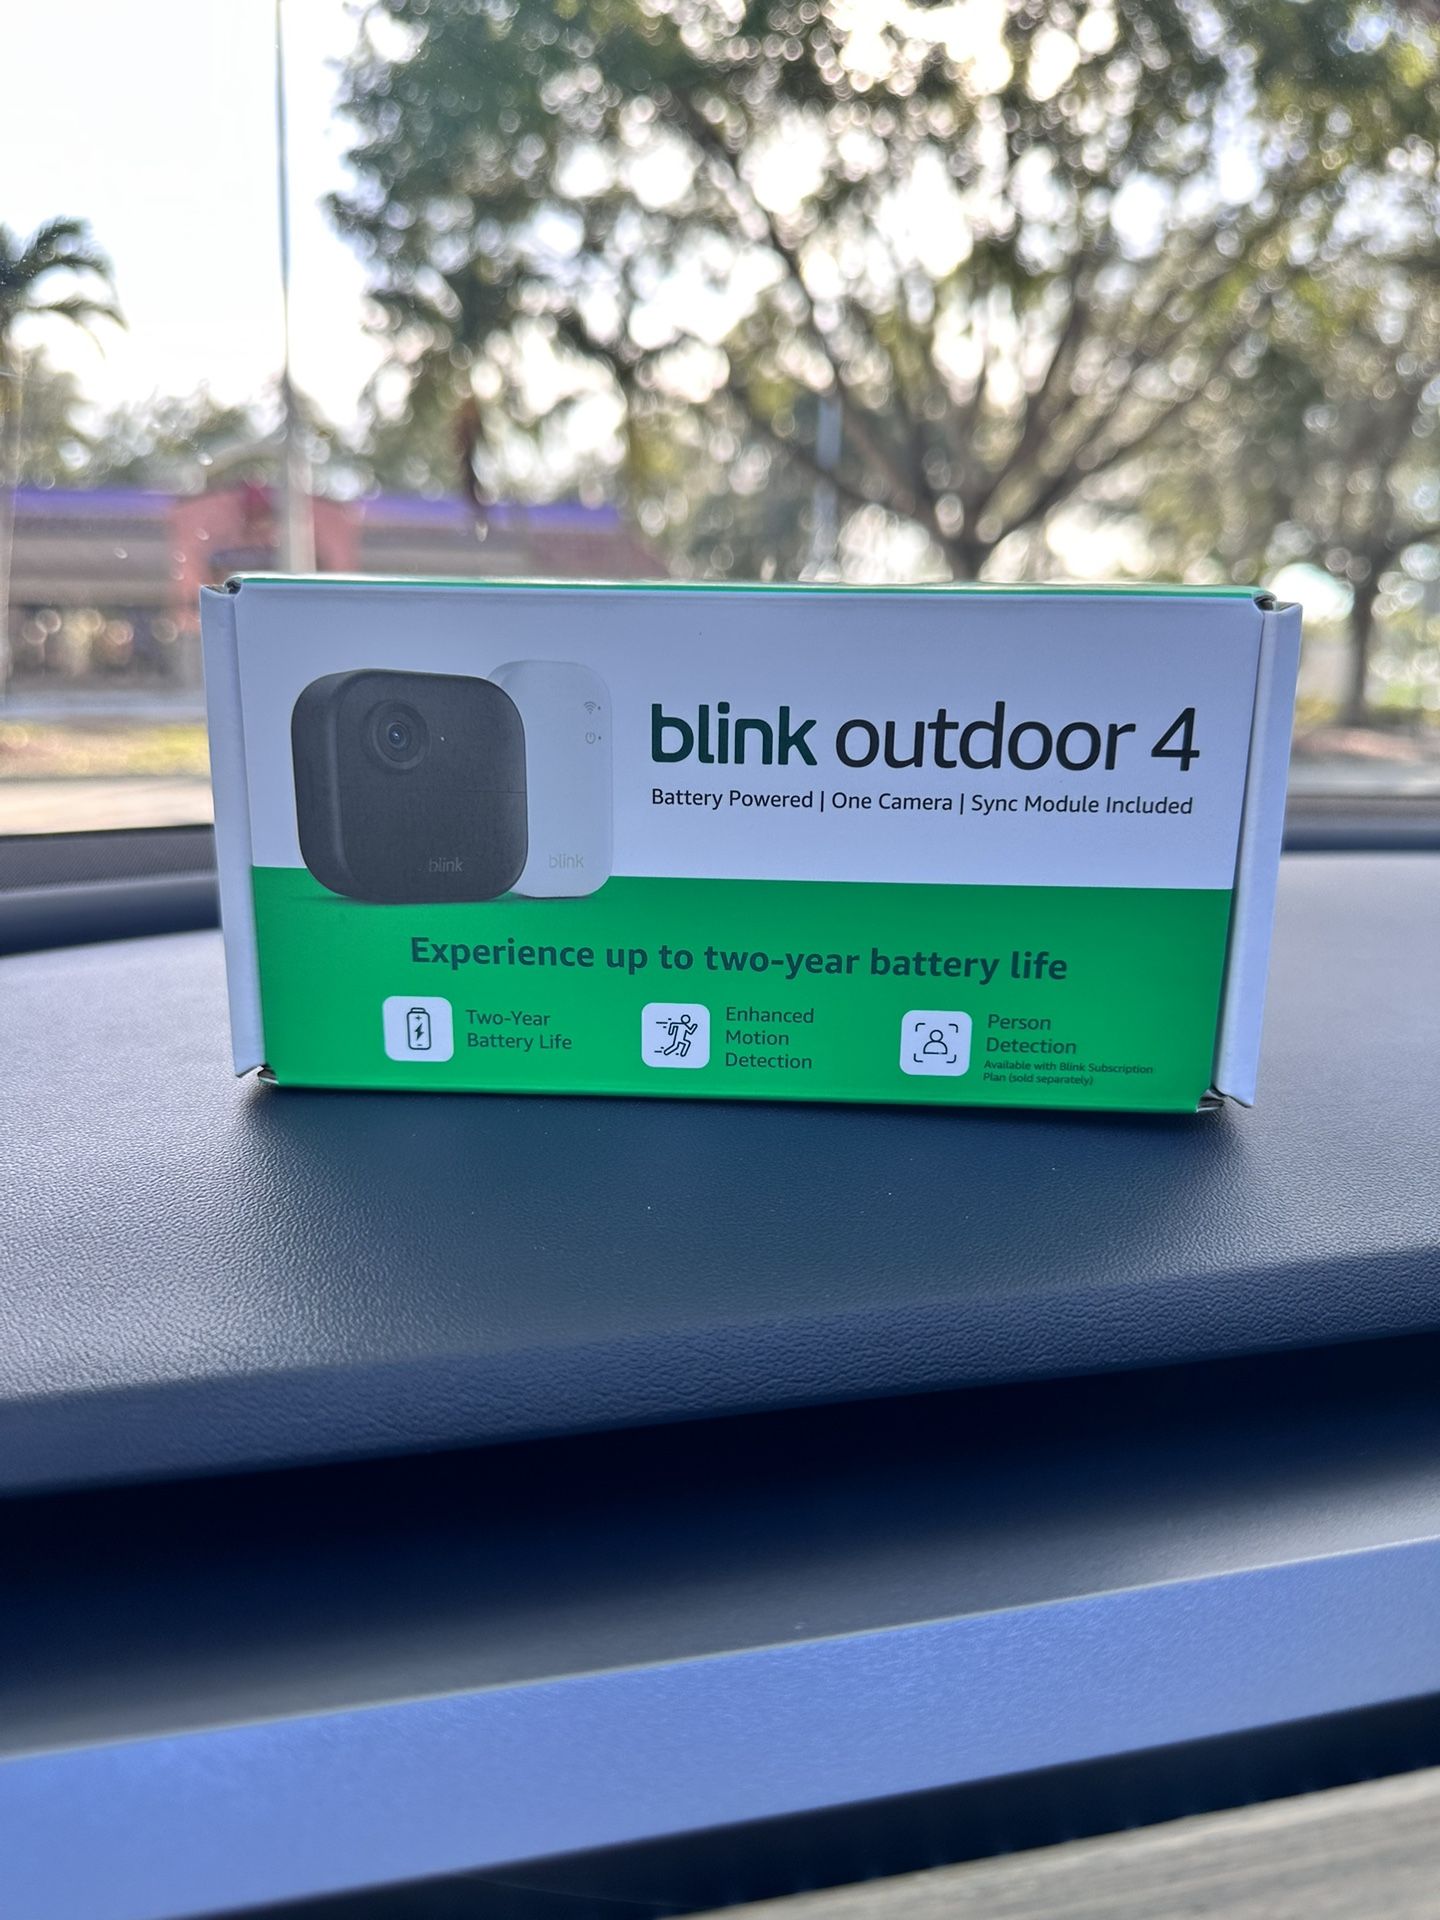 blink outdoor 4
Battery Powered | One Camera | Sync Module Included
blink
blink
Experience up to two-year battery life
Two-Year
Battery Life
Enhanced
Motion
Detection
Person
Detection
Available with Blink Subscription
Plan (sold separately)